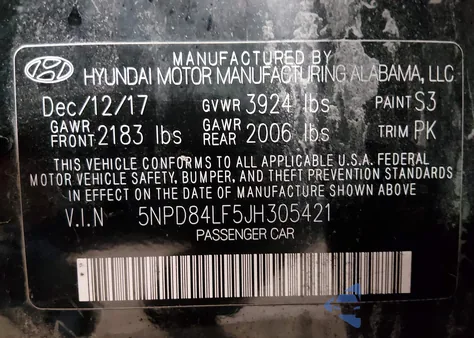 MANUFACTURED BY
HYUNDAI MOTOR MANUFACTURING ALABAMA, LLC
Dec/12/17 GVWR 3924 lbs PAINT S3
GAWR FRONT 2183 lbs GAWR REAR 2006 lbs TRIM PK
THIS VEHICLE CONFORMS TO ALL APPLICABLE U.S.A. FEDERAL
MOTOR VEHICLE SAFETY, BUMPER, AND THEFT PREVENTION STANDARDS
IN EFFECT ON THE DATE OF MANUFACTURE SHOWN ABOVE
V.I.N 5NPD84LF5JH305421
PASSENGER CAR